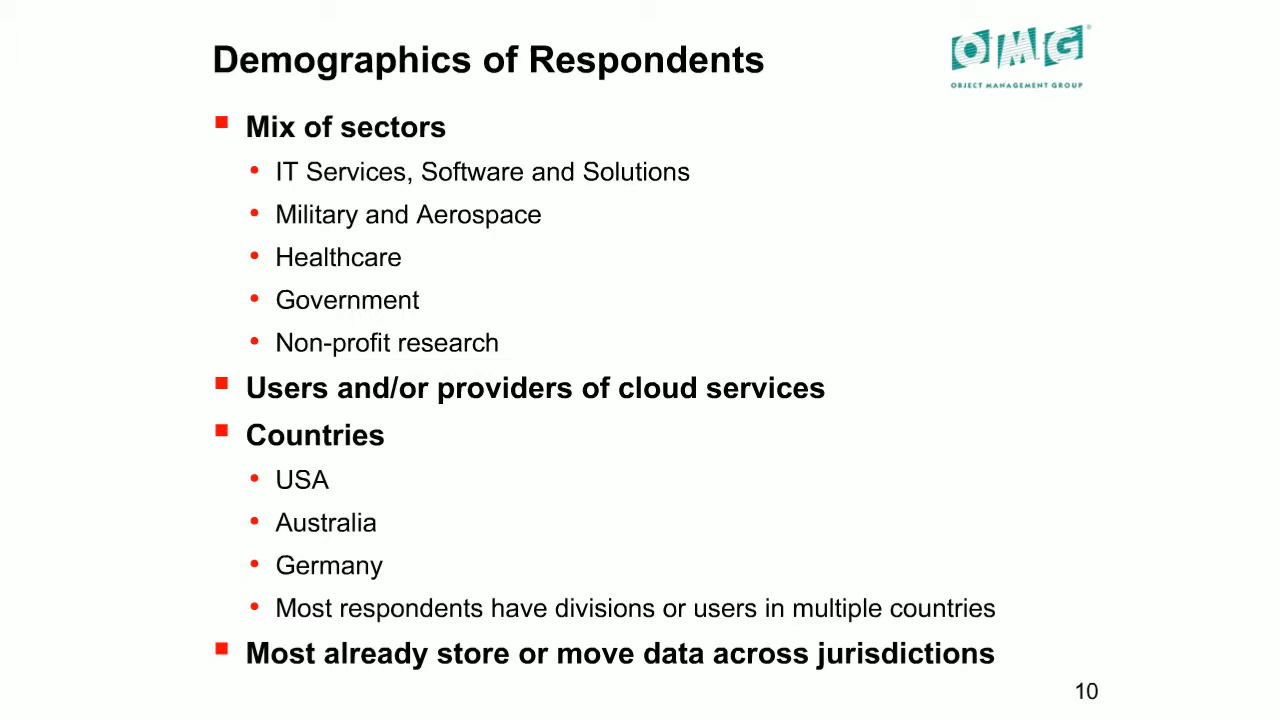 Demographics of Respondents
OMG®
OBJECT MANAGEMENT GROUP
Mix of sectors
IT Services, Software and Solutions
Military and Aerospace
Healthcare
Government
Non-profit research
Users and/or providers of cloud services
Countries
USA
Australia
Germany
Most respondents have divisions or users in multiple countries
Most already store or move data across jurisdictions
10